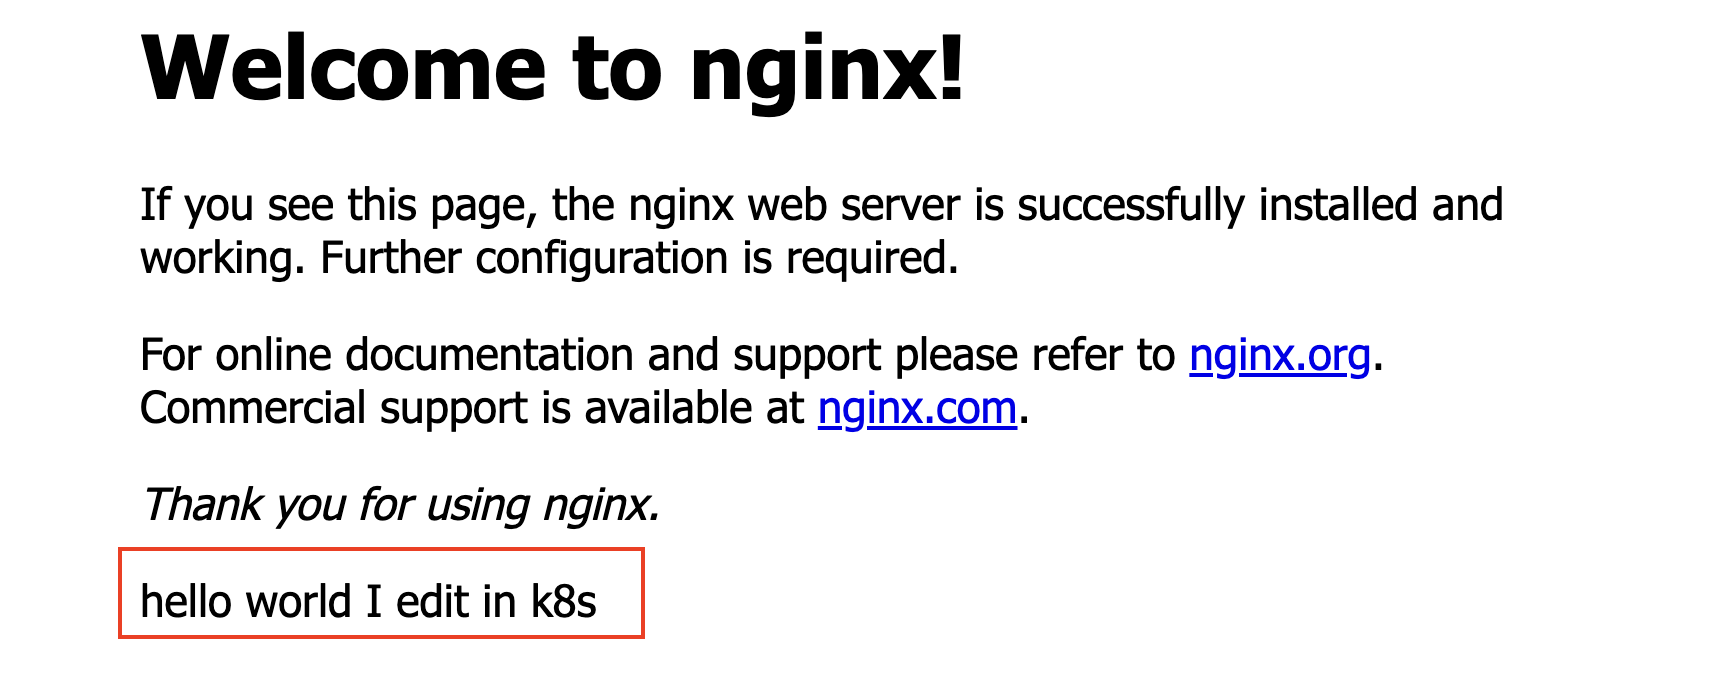 Welcome to nginx!
If you see this page, the nginx web server is successfully installed and
working. Further configuration is required.
For online documentation and support please refer to nginx.org.
Commercial support is available at nginx.com.
Thank you for using nginx.
hello world I edit in k8s